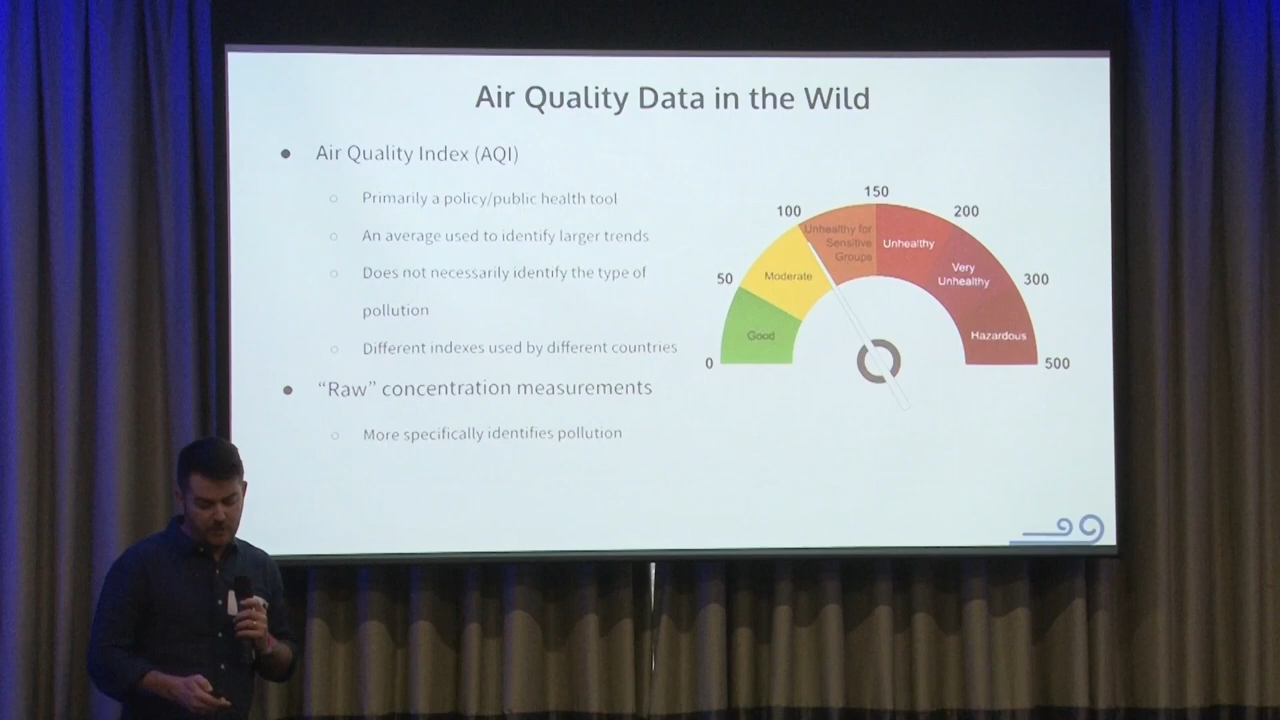 Air Quality Data in the Wild
● Air Quality Index (AQI)
○ Primarily a policy/public health tool
○ An average used to identify larger trends
○ Does not necessarily identify the type of
pollution
○ Different indexes used by different countries
● “Raw” concentration measurements
○ More specifically identifies pollution
0
50
100
150
200
300
500
Good
Moderate
Unhealthy for
Sensitive
Groups
Unhealthy
Very
Unhealthy
Hazardous